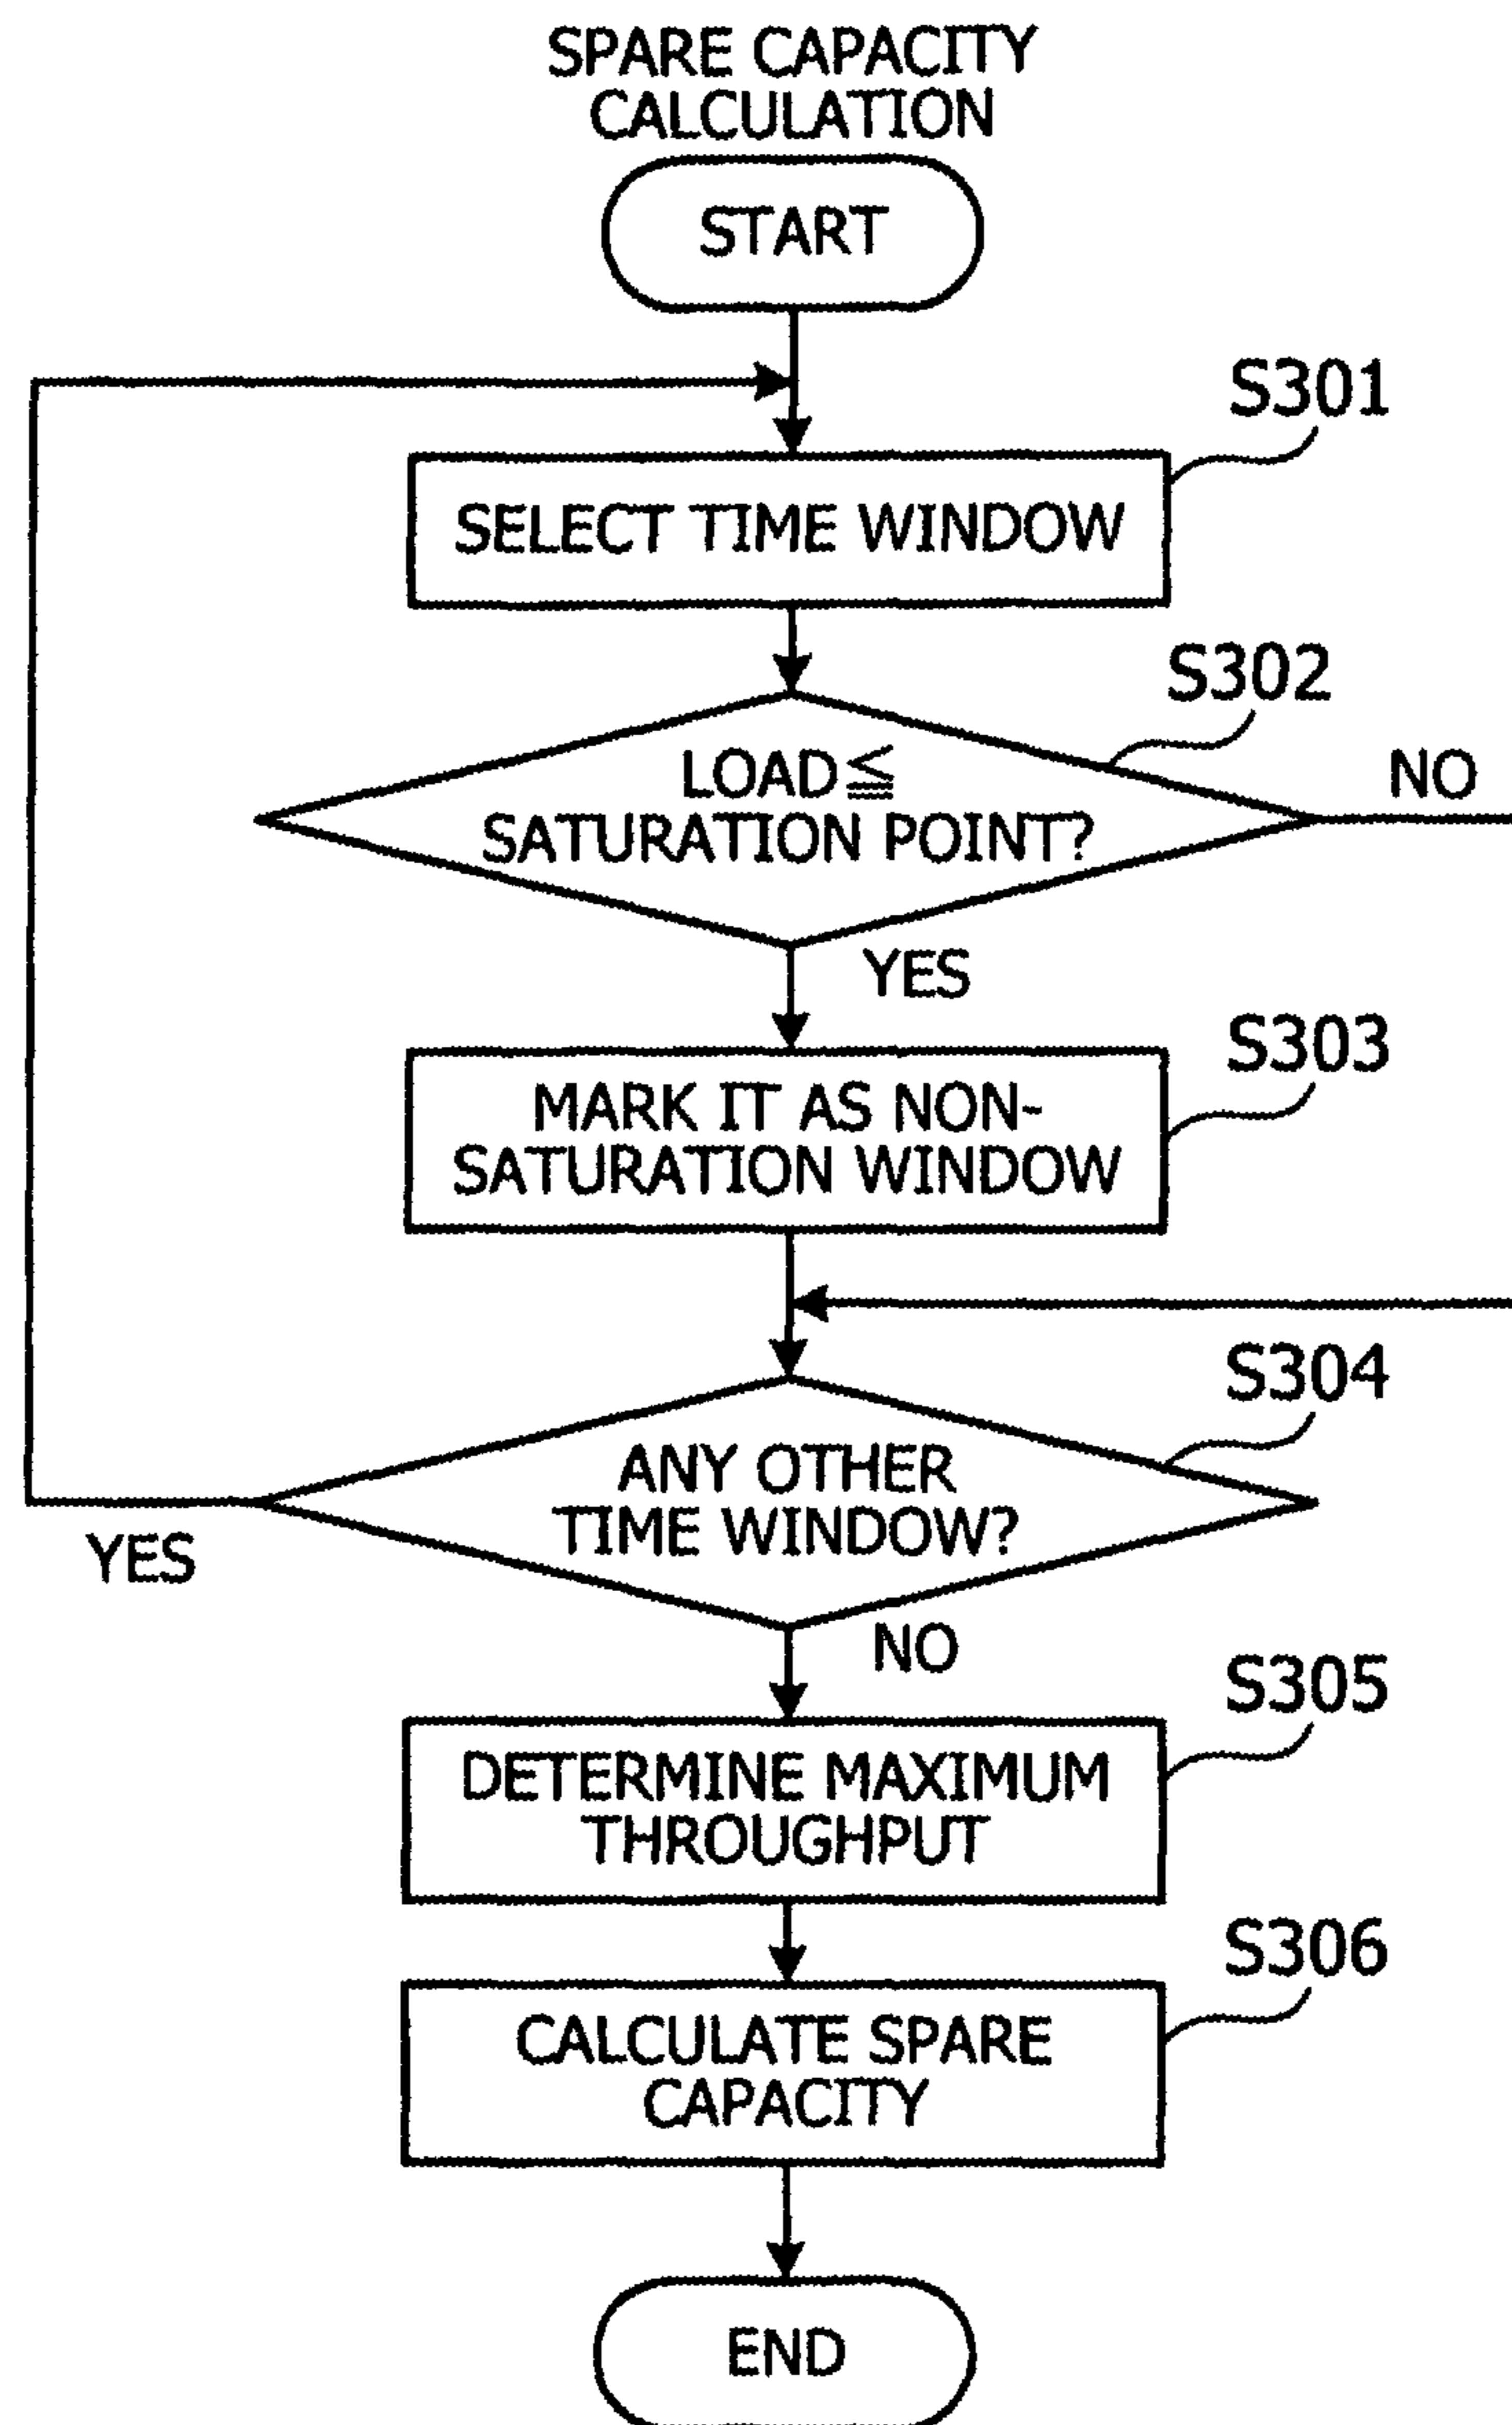 SPARE CAPACITY
CALCULATION
START
S301
SELECT TIME WINDOW
S302
LOAD≦
SATURATION POINT?
NO
YES
S303
MARK IT AS NON-
SATURATION WINDOW
S304
ANY OTHER
TIME WINDOW?
YES
NO
S305
DETERMINE MAXIMUM
THROUGHPUT
S306
CALCULATE SPARE
CAPACITY
END